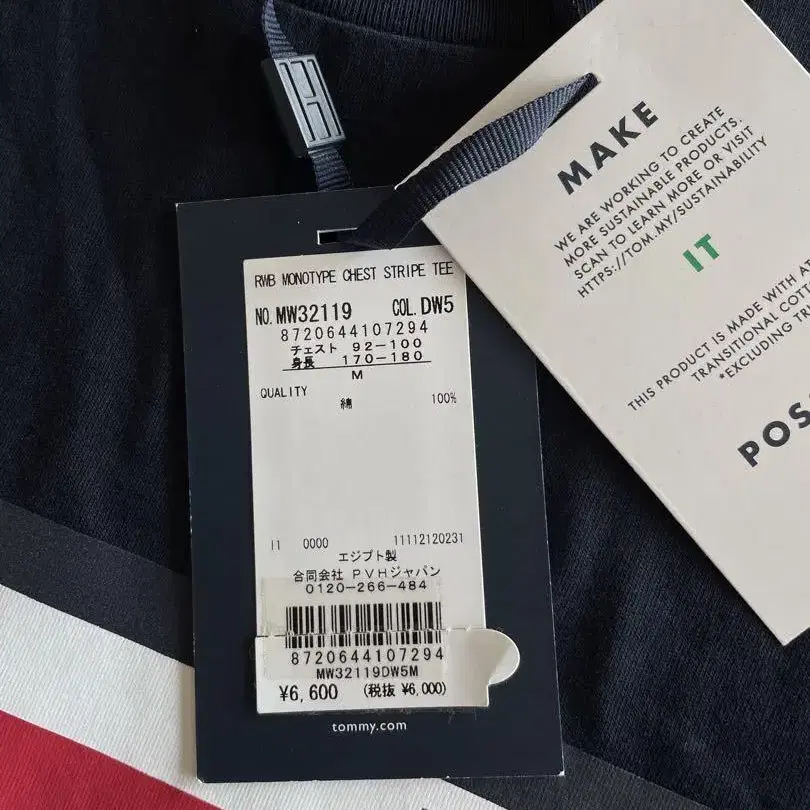 RWB MONOTYPE CHEST STRIPE TEE
NO. MW32119 COL. DW5
8720644107294
チェスト 92-100
身長 170-180
M
QUALITY
綿 100%
I1 0000 11112120231
エジプト製
合同会社 PVHジャパン
0120-266-484
8720644107294
MW32119DW5M
¥6,600 (税抜 ¥6,000)
tommy.com
MAKE
WE ARE WORKING TO CREATE
MORE SUSTAINABLE PRODUCTS.
SCAN TO LEARN MORE OR VISIT
HTTPS://TOM.MY/SUSTAINABILITY
IT
THIS PRODUCT IS MADE WITH AT
TRANSITIONAL COTT
*EXCLUDING TRI
POS